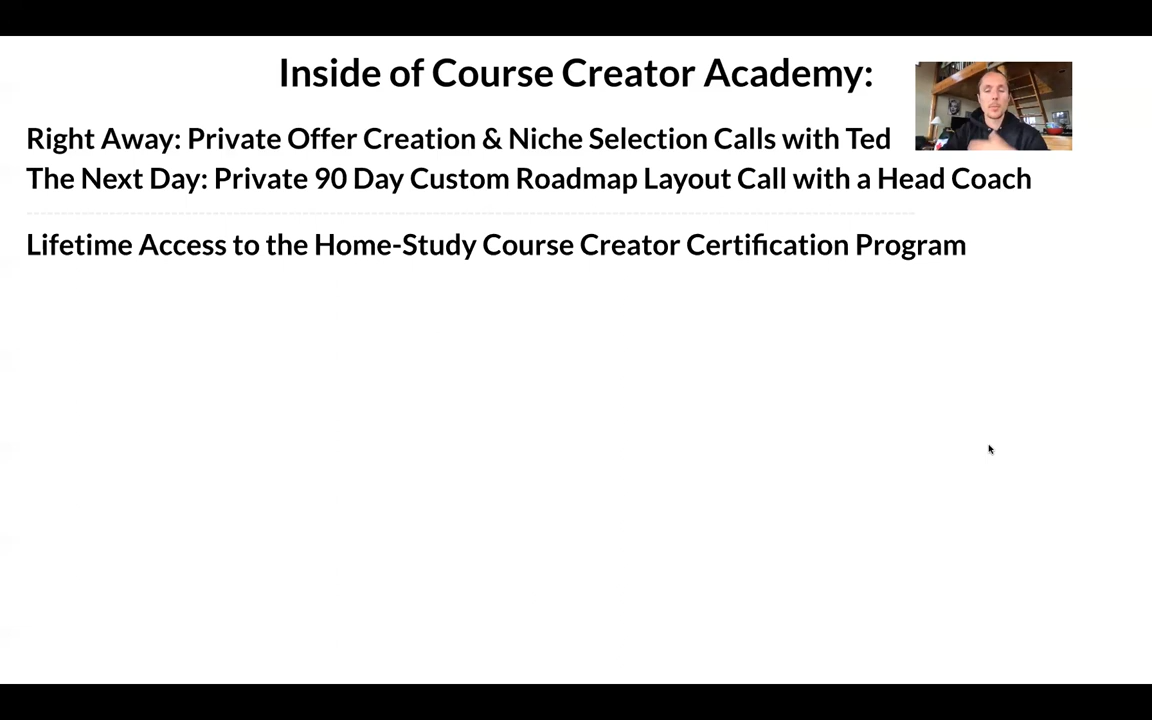 Inside of Course Creator Academy:
Right Away: Private Offer Creation & Niche Selection Calls with Ted
The Next Day: Private 90 Day Custom Roadmap Layout Call with a Head Coach
Lifetime Access to the Home-Study Course Creator Certification Program